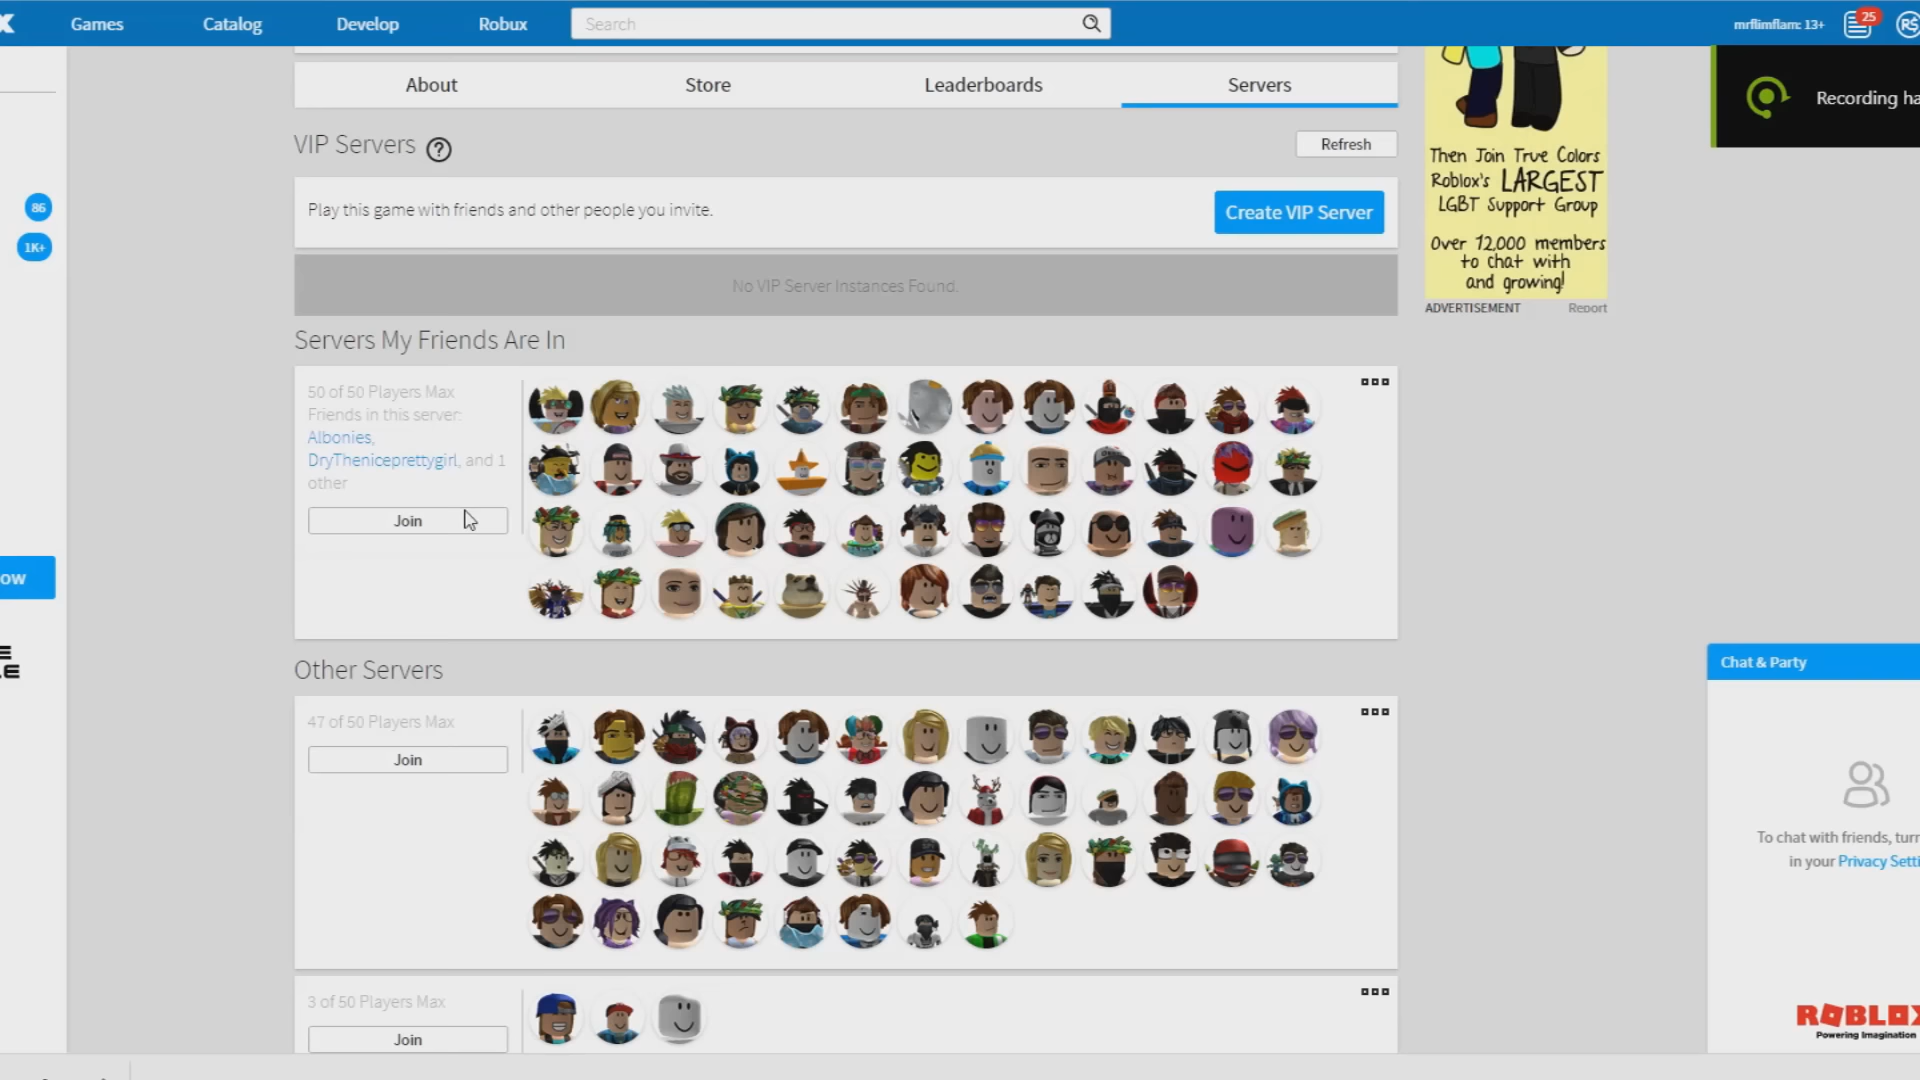 X Games Catalog Develop Robux Search mrflimflam: 13+ 25 R$
About Store Leaderboards Servers
Recording ha
VIP Servers ? Refresh
Play this game with friends and other people you invite. Create VIP Server
No VIP Server Instances Found.
Then Join True Colors
Roblox's LARGEST
LGBT Support Group
Over 12,000 members
to chat with
and growing!
ADVERTISEMENT Report
86
1K+
OW
E
LE
Servers My Friends Are In
50 of 50 Players Max
Friends in this server:
Albonies,
DryTheniceprettygirl, and 1
other
Join
Other Servers
47 of 50 Players Max
Join
3 of 50 Players Max
Join
Chat & Party
To chat with friends, turn
in your Privacy Setti
ROBLOX
Powering Imagination